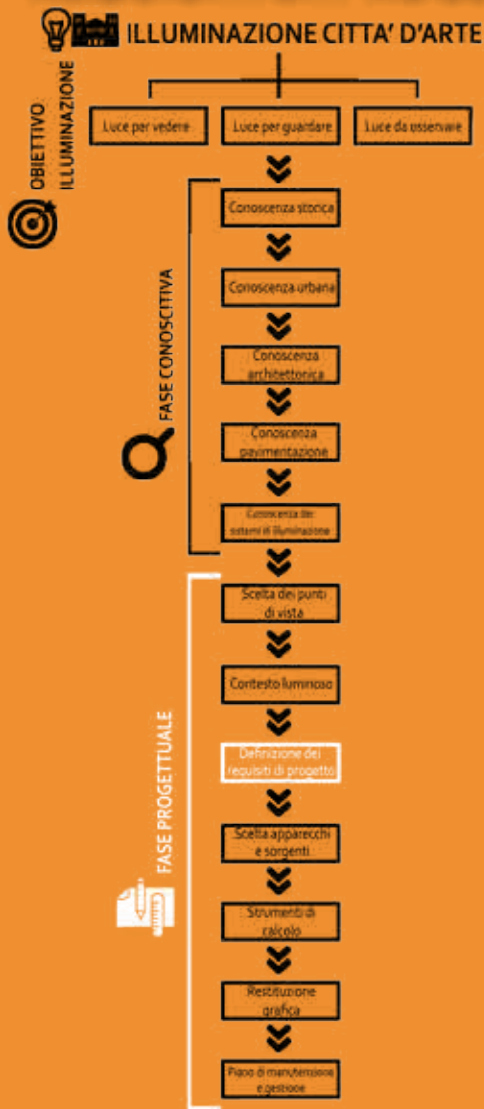 ILLUMINAZIONE CITTA' D'ARTE
OBIETTIVO
ILLUMINAZIONE
Luce per vedere
Luce per guardare
Luce da osservare
FASE CONOSCITIVA
Conoscenza storica
Conoscenza urbana
Conoscenza
architettonica
Conoscenza
pavimentazione
Conoscenza dei
sistemi di illuminazione
FASE PROGETTUALE
Scelta dei punti
di vista
Contesto luminoso
Definizione dei
requisiti di progetto
Scelta apparecchi
e sorgenti
Strumenti di
calcolo
Restituzione
grafica
Piano di manutenzione
e gestione